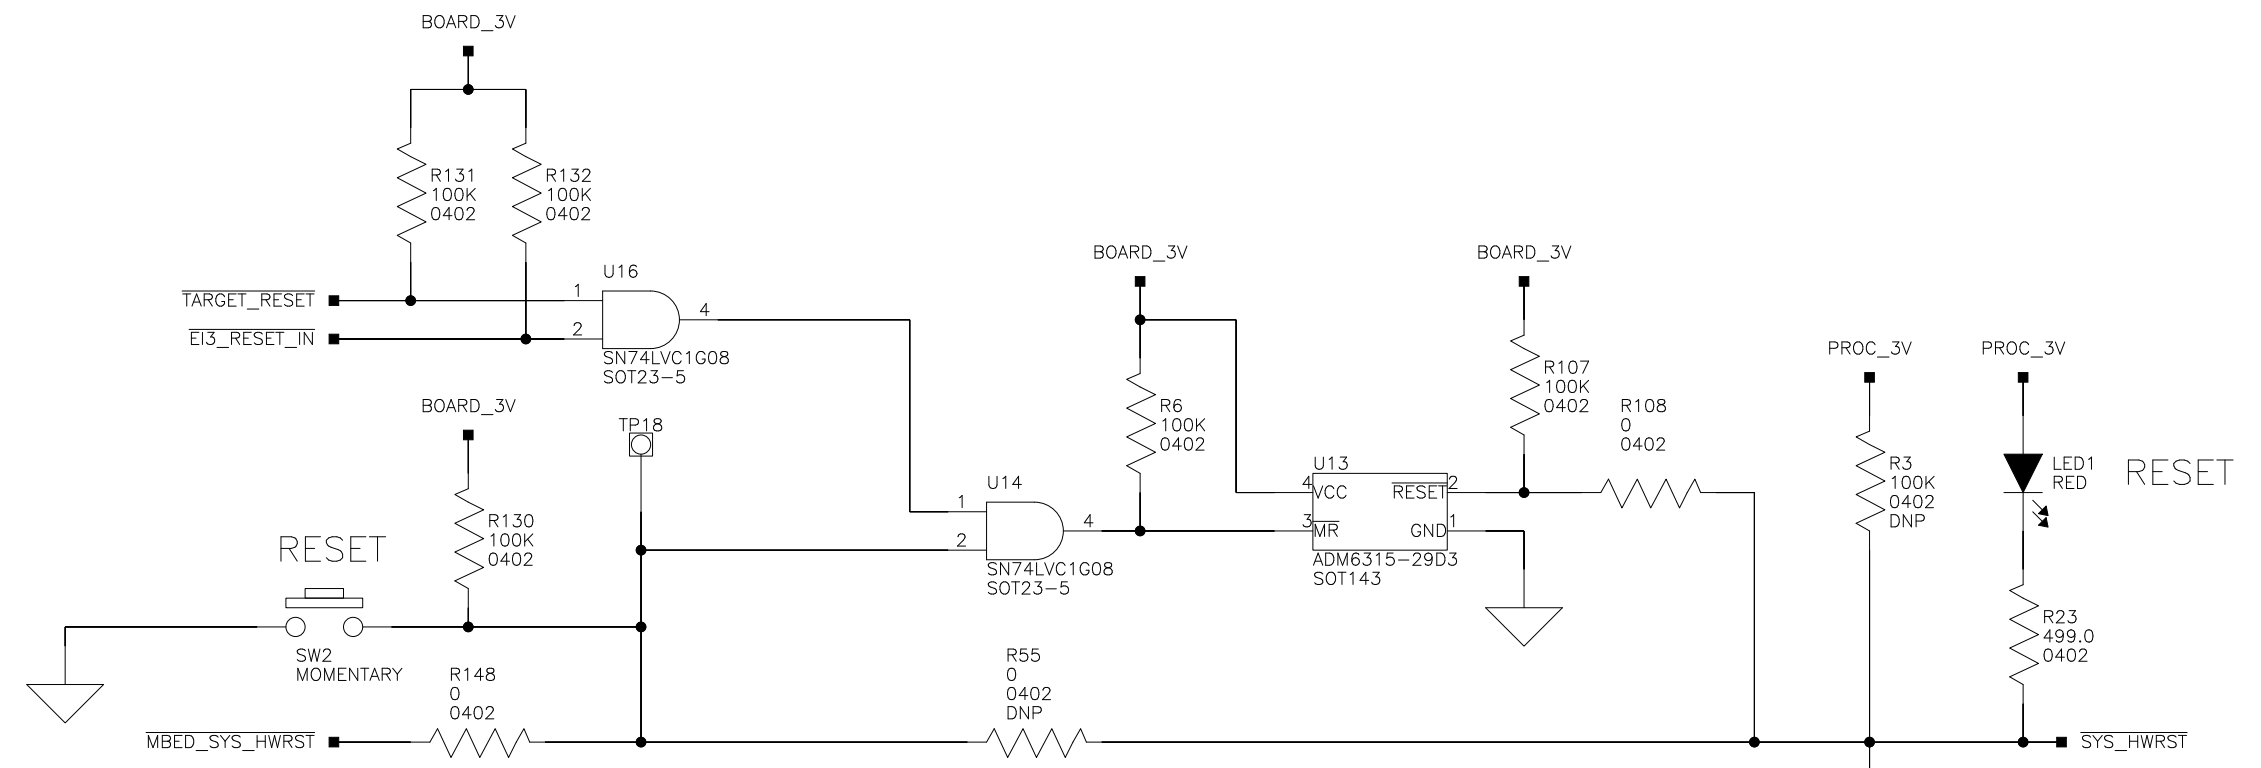 BOARD_3V
R131
100K
0402
R132
100K
0402
TARGET_RESET
EI3_RESET_IN
1
2
U16
4
SN74LVC1G08
SOT23-5
BOARD_3V
R130
100K
0402
RESET
SW2
MOMENTARY
TP18
R148
0
0402
MBED_SYS_HWRST
U14
1
2
4
SN74LVC1G08
SOT23-5
R55
0
0402
DNP
BOARD_3V
R6
100K
0402
U13
4
VCC
RESET
2
3
MR
GND
1
ADM6315-29D3
SOT143
BOARD_3V
R107
100K
0402
R108
0
0402
PROC_3V
R3
100K
0402
DNP
PROC_3V
LED1
RED
RESET
R23
499.0
0402
SYS_HWRST